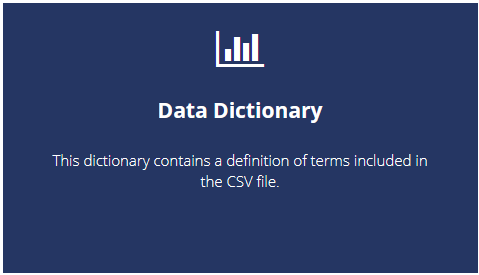 Data Dictionary
This dictionary contains a definition of terms included in
the CSV file.